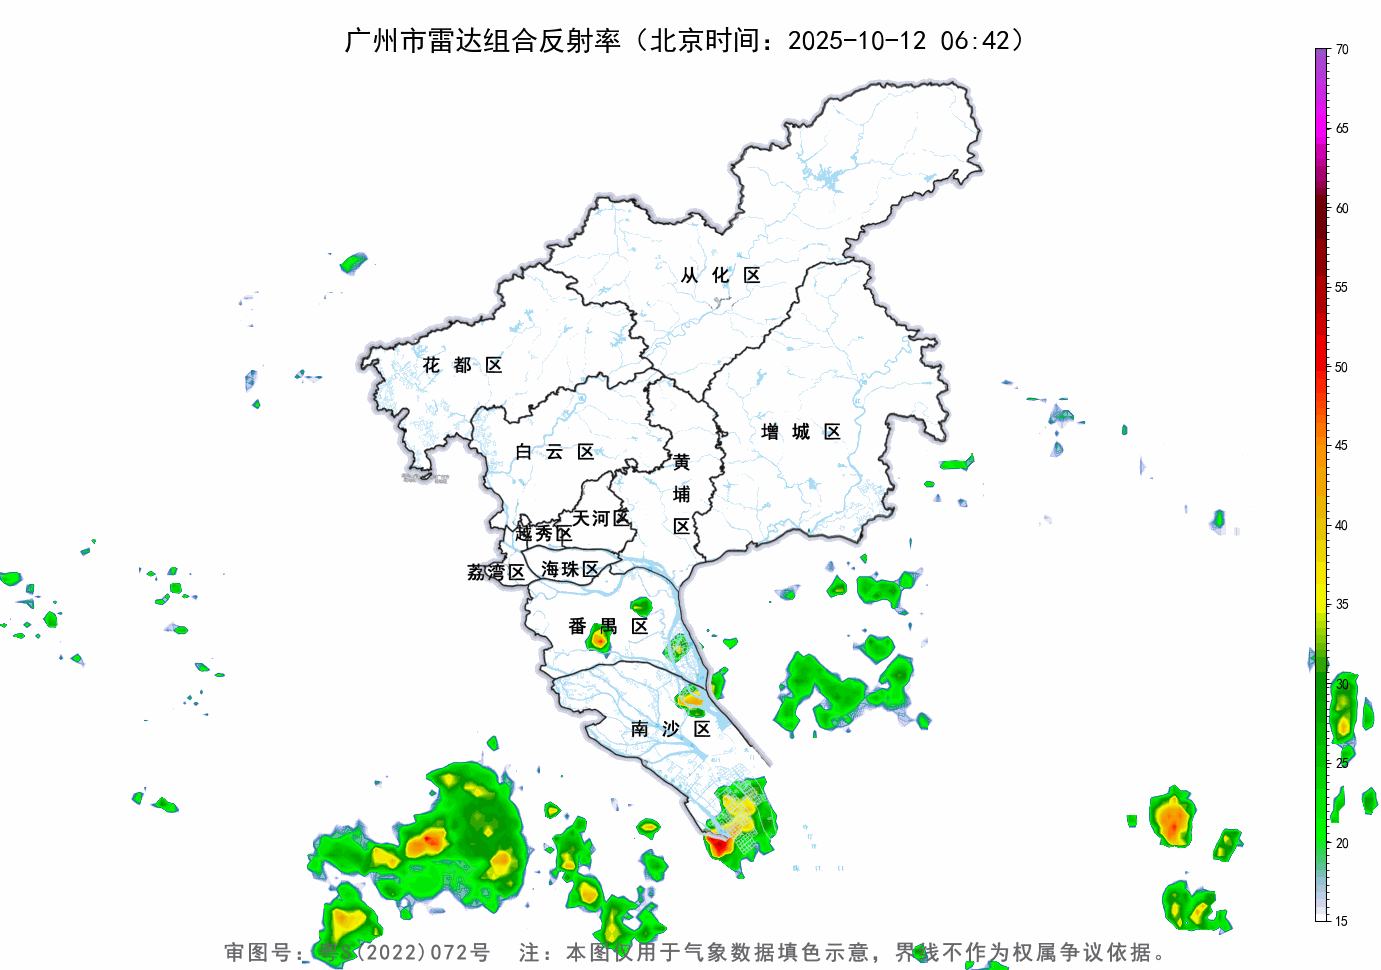 广州市雷达组合反射率（北京时间：2025-10-12 06:42）
70
65
60
55
50
45
40
35
30
25
20
15
从化区
花都区
增城区
白云区
黄埔区
天河区
越秀区
荔湾区
海珠区
番禺区
南沙区
审图号：粤S(2022)072号 注：本图仅用于气象数据填色示意，界线不作为权属争议依据。